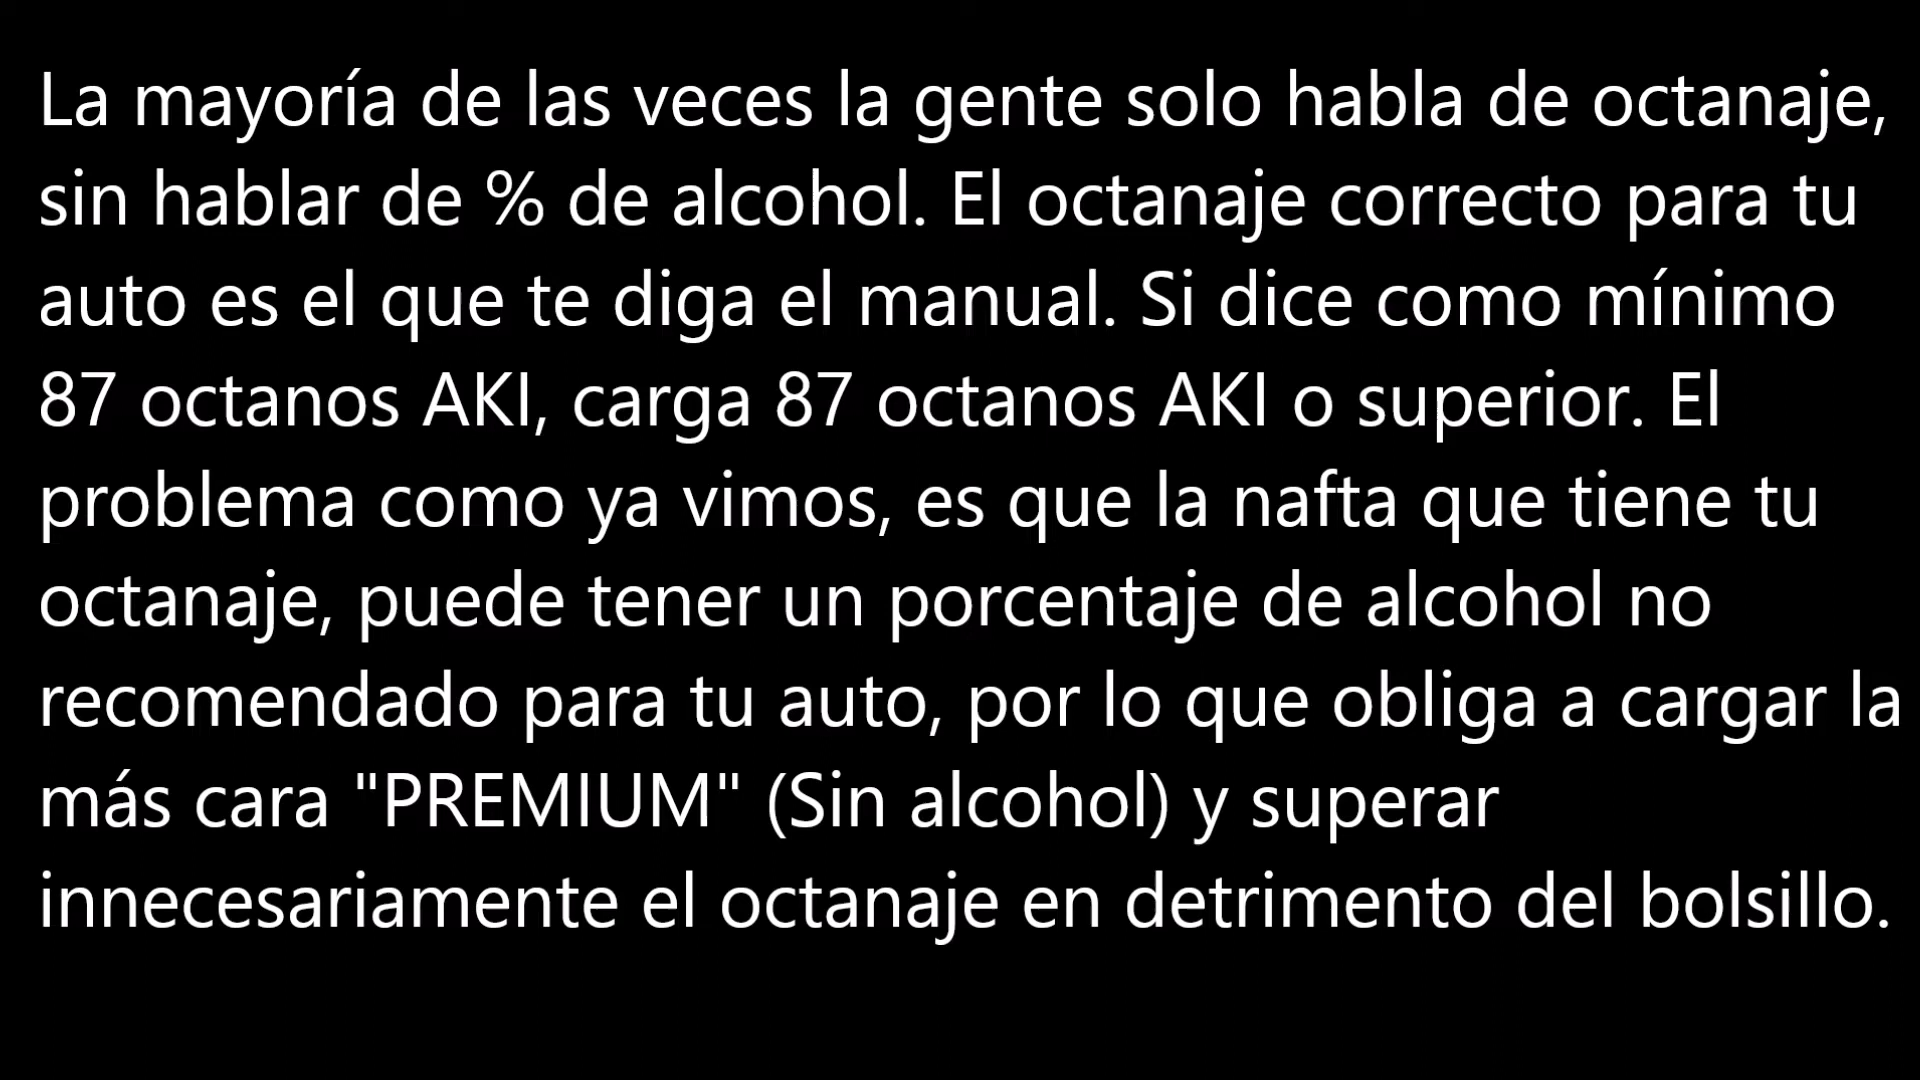 La mayoría de las veces la gente solo habla de octanaje,
sin hablar de % de alcohol. El octanaje correcto para tu
auto es el que te diga el manual. Si dice como mínimo
87 octanos AKI, carga 87 octanos AKI o superior. El
problema como ya vimos, es que la nafta que tiene tu
octanaje, puede tener un porcentaje de alcohol no
recomendado para tu auto, por lo que obliga a cargar la
más cara "PREMIUM" (Sin alcohol) y superar
innecesariamente el octanaje en detrimento del bolsillo.